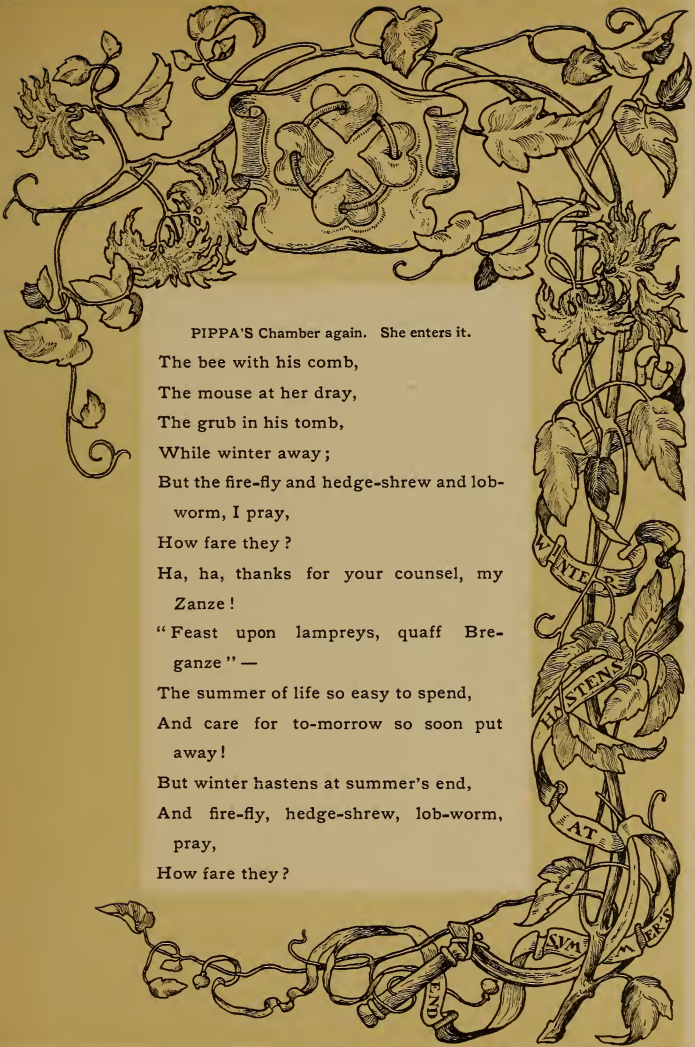 PIPPA'S Chamber again. She enters it.
The bee with his comb,
The mouse at her dray,
The grub in his tomb,
While winter away;
But the fire-fly and hedge-shrew and lob-
worm, I pray,
How fare they?
Ha, ha, thanks for your counsel, my
Zanze!
"Feast upon lampreys, quaff Bre-
ganze" —
The summer of life so easy to spend,
And care for to-morrow so soon put
away!
But winter hastens at summer's end,
And fire-fly, hedge-shrew, lob-worm,
pray,
How fare they?
WINTER
HASTENS
AT
SVMMER'S
END